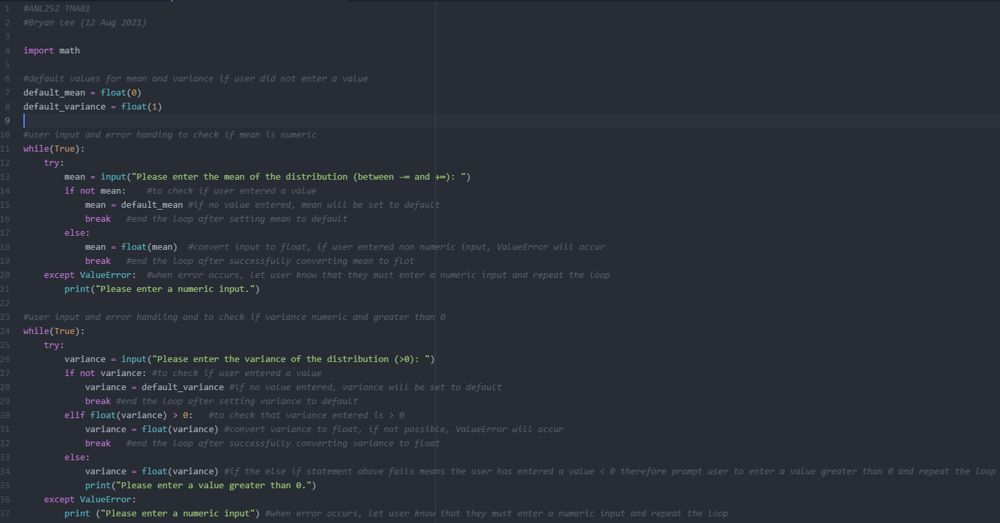 1 #ANL252 TMA01
2 #Bryan Lee (12 Aug 2021)
3
4 import math
5
6 #default values for mean and variance if user did not enter a value
7 default_mean = float(0)
8 default_variance = float(1)
9
10 #user input and error handing to check if mean is numeric
11 while(True):
12     try:
13         mean = input("Please enter the mean of the distribution (between -∞ and +∞): ")
14         if not mean:    #to check if user entered a value
15             mean = default_mean #if no value entered, mean will be set to default
16             break   #end the loop after setting mean to default
17         else:
18             mean = float(mean)  #convert input to float, if user entered non numeric input, ValueError will occur
19             break   #end the loop after successfully converting mean to flot
20     except ValueError:  #when error occurs, let user know that they must enter a numeric input and repeat the loop
21         print("Please enter a numeric input.")
22
23 #user input and error handling and to check if variance numeric and greater than 0
24 while(True):
25     try:
26         variance = input("Please enter the variance of the distribution (>0): ")
27         if not variance: #to check if user entered a value
28             variance = default_variance #if no value entered, variance will be set to default
29             break #end the loop after setting variance to default
30         elif float(variance) > 0:   #to check that variance entered is > 0
31             variance = float(variance) #convert variance to float, if not possible, ValueError will occur
32             break   #end the loop after successfully converting variance to float
33         else:
34             variance = float(variance) #if the else if statement above fails means the user has entered a value < 0 therefore prompt user to enter a value greater than 0 and repeat the loop
35             print("Please enter a value greater than 0.")
36     except ValueError:
37         print ("Please enter a numeric input") #when error occurs, let user know that they must enter a numeric input and repeat the loop